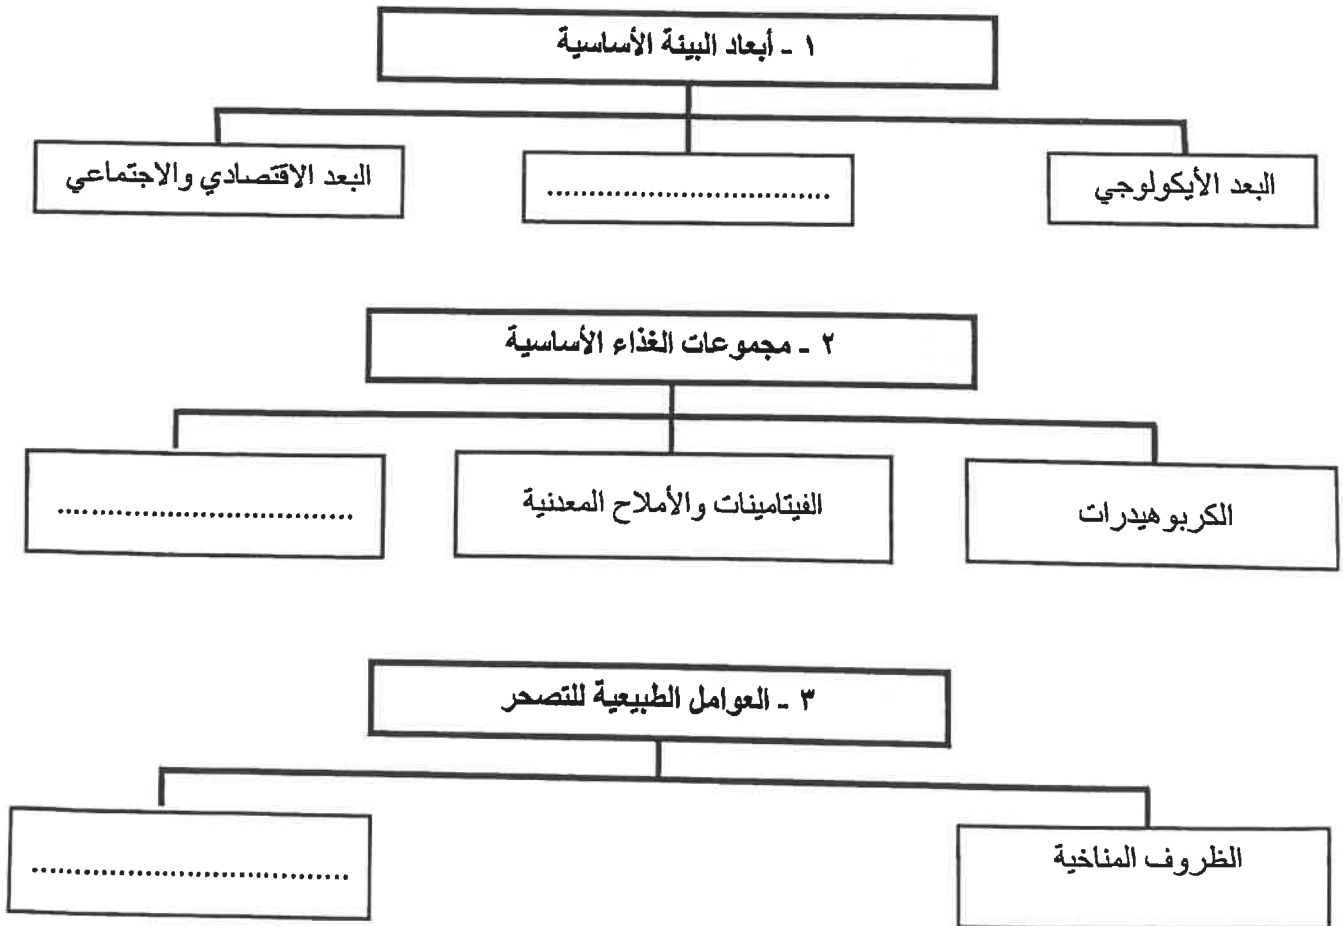 ١ - أبعاد البيئة الأساسية
البعد الأيكولوجي
..............................
البعد الاقتصادي والاجتماعي
٢ - مجموعات الغذاء الأساسية
الكربوهيدرات
الفيتامينات والأملاح المعدنية
..............................
٣ - العوامل الطبيعية للتصحر
الظروف المناخية
..............................